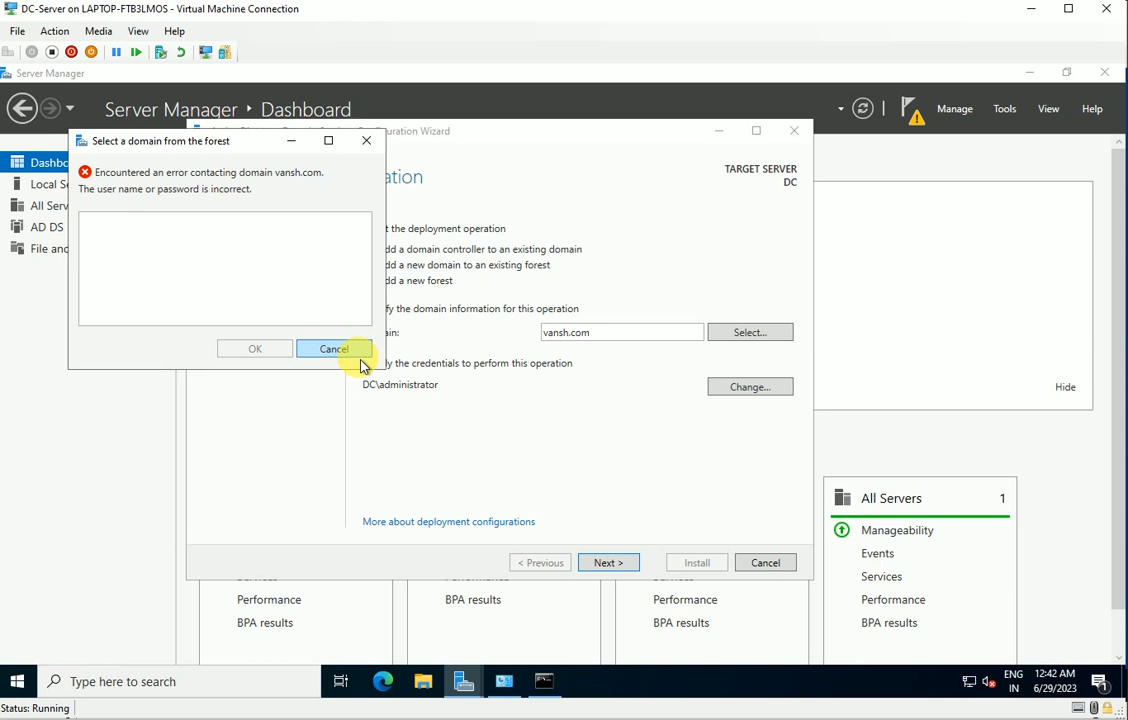 DC-Server on LAPTOP-FTB3LMOS - Virtual Machine Connection
File Action Media View Help
Server Manager
Server Manager ‣ Dashboard
Manage Tools View Help
Configuration Wizard
Select a domain from the forest
Encountered an error contacting domain vansh.com.
The user name or password is incorrect.
OK
Cancel
TARGET SERVER
DC
t the deployment operation
dd a domain controller to an existing domain
dd a new domain to an existing forest
dd a new forest
fy the domain information for this operation
in:
vansh.com
Select...
y the credentials to perform this operation
DC\administrator
Change...
More about deployment configurations
< Previous
Next >
Install
Cancel
Dashbo
Local Se
All Serv
AD DS
File and
Hide
All Servers 1
Manageability
Events
Services
Performance
BPA results
Performance
BPA results
Performance
BPA results
Performance
BPA results
Type here to search
ENG
IN
12:42 AM
6/29/2023
1
Status: Running